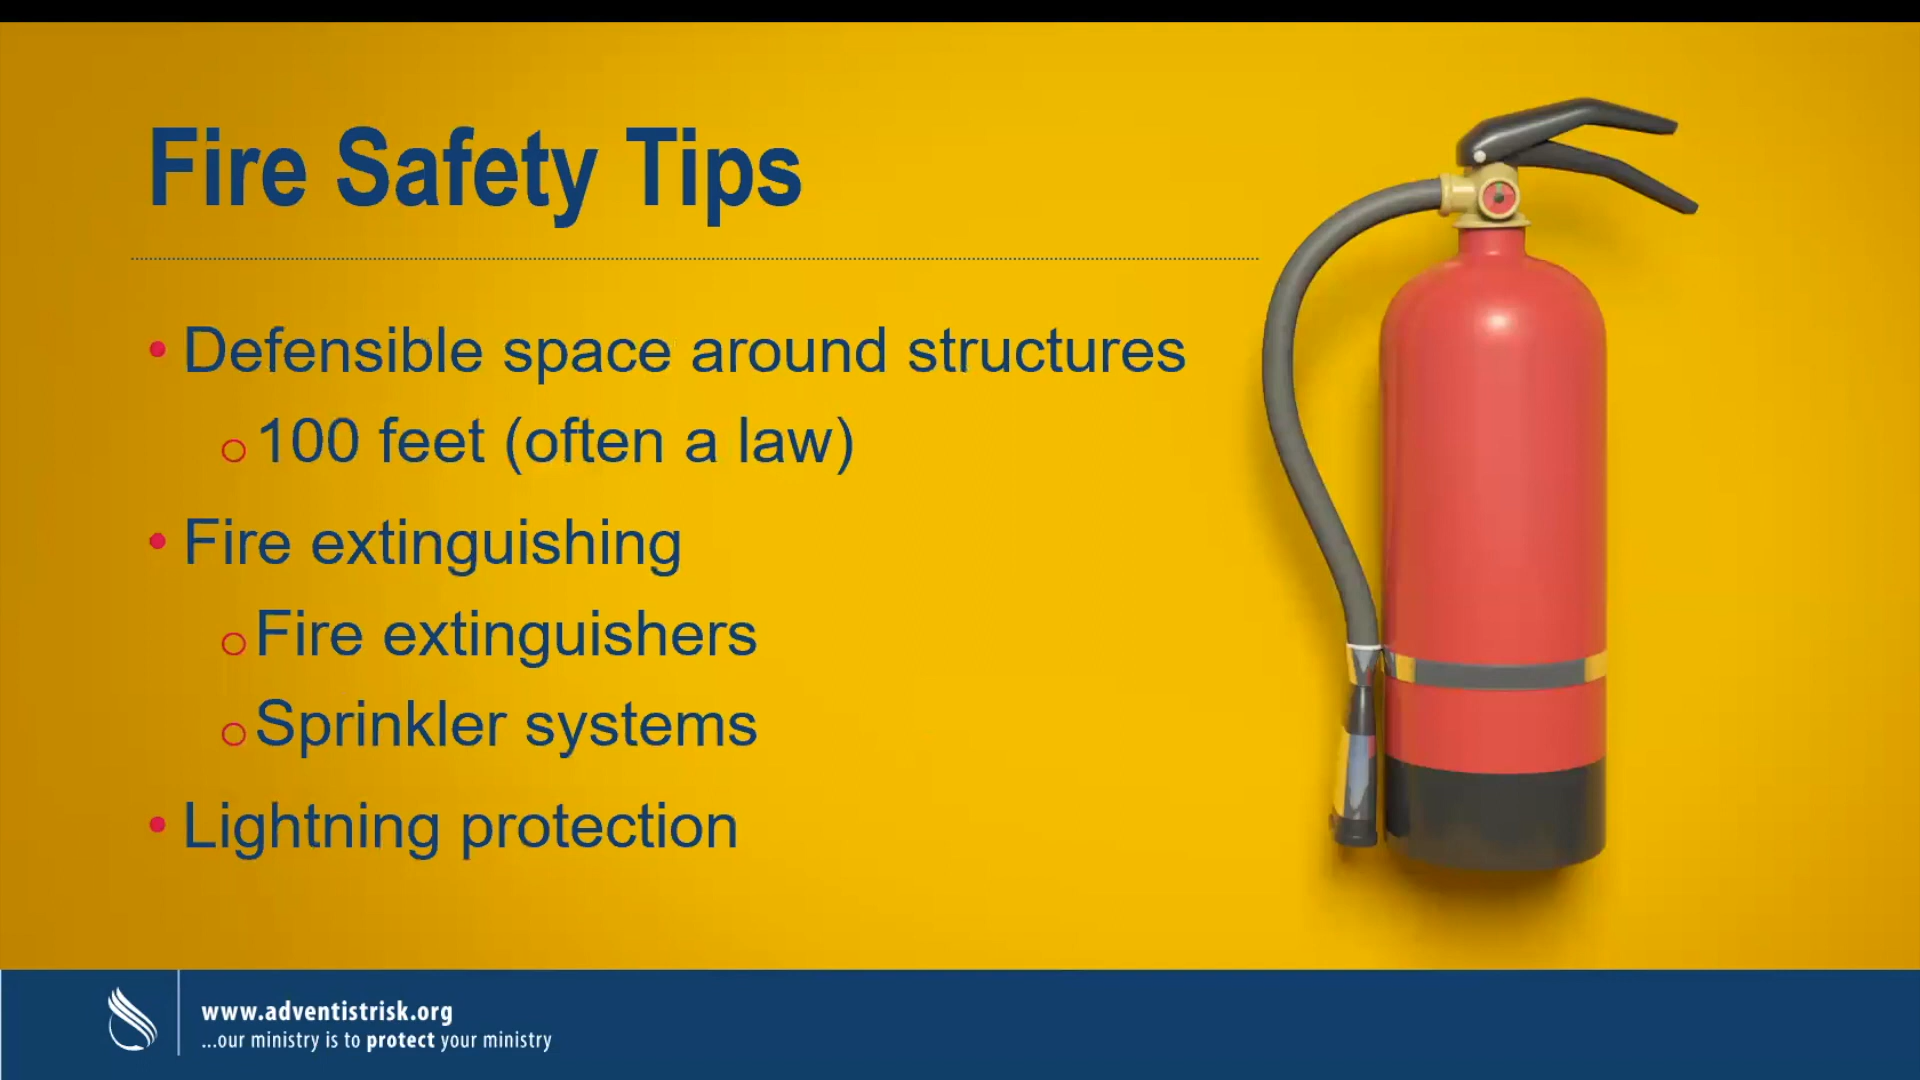 Fire Safety Tips
• Defensible space around structures
o 100 feet (often a law)
• Fire extinguishing
o Fire extinguishers
o Sprinkler systems
• Lightning protection
www.adventistrisk.org
...our ministry is to protect your ministry